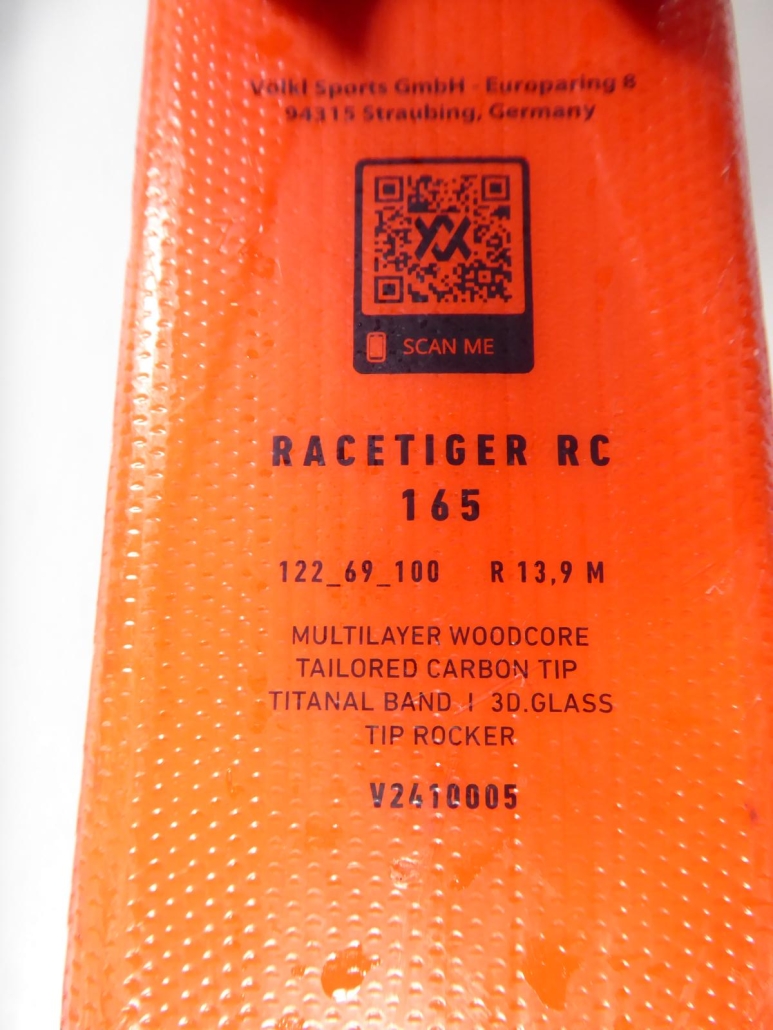 Völkl Sports GmbH - Europaring 8
94315 Straubing, Germany
SCAN ME
RACETIGER RC
165
122_69_100 R 13,9 M
MULTILAYER WOODCORE
TAILORED CARBON TIP
TITANAL BAND | 3D.GLASS
TIP ROCKER
V2410005